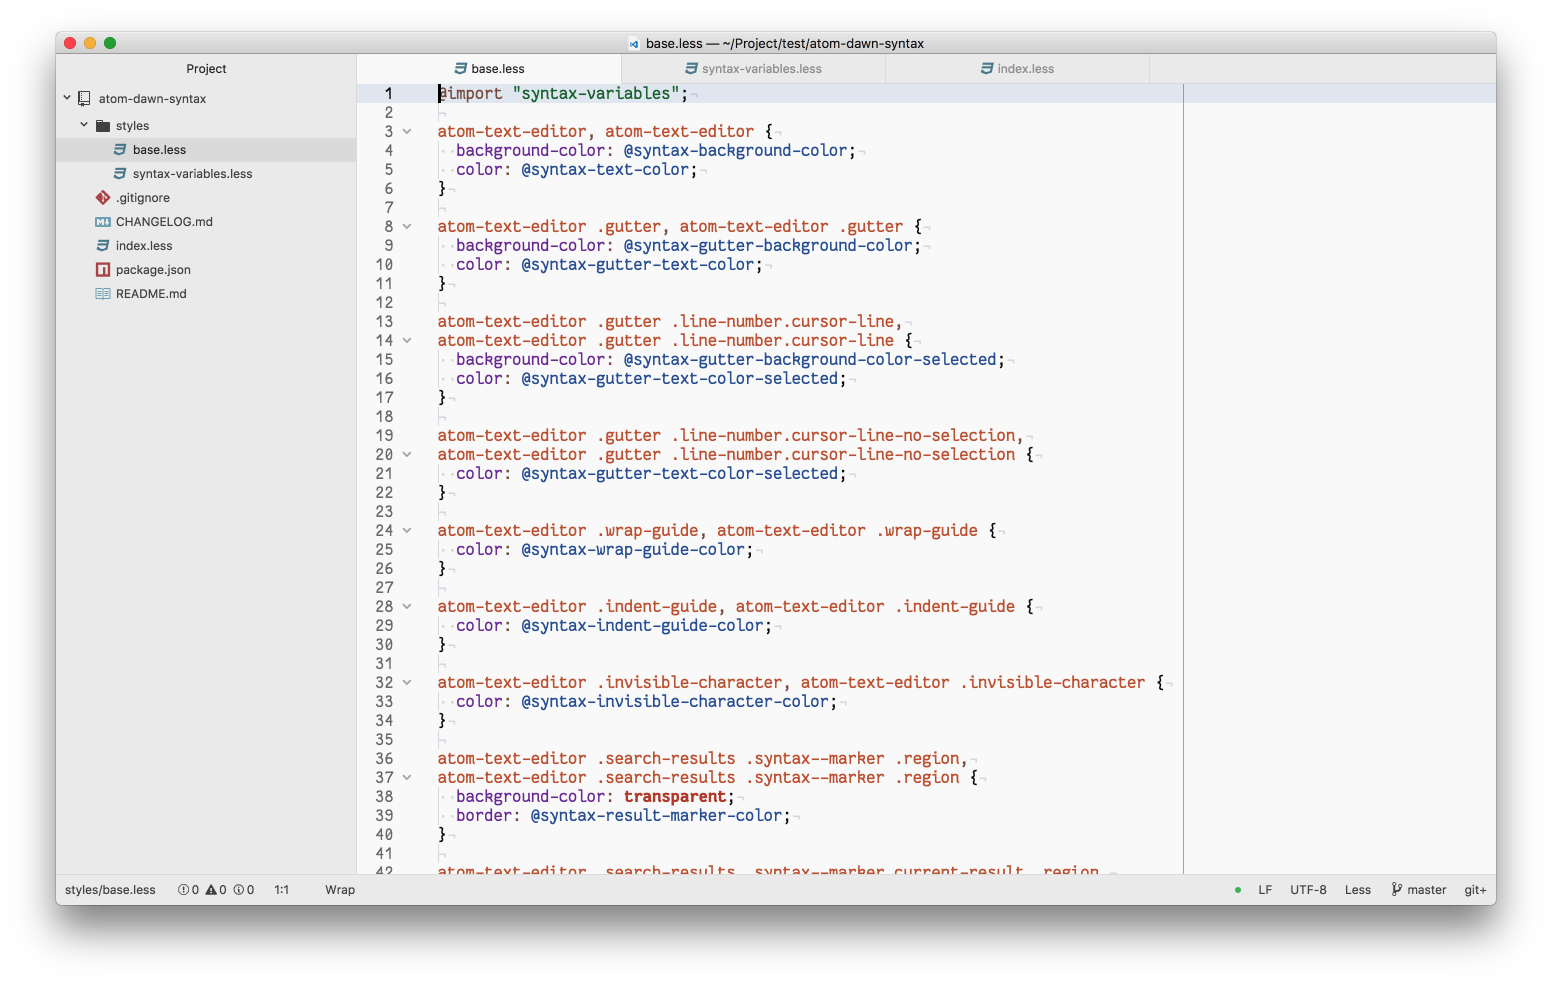 base.less — ~/Project/test/atom-dawn-syntax
Project
base.less
syntax-variables.less
index.less
atom-dawn-syntax
styles
base.less
syntax-variables.less
.gitignore
CHANGELOG.md
index.less
package.json
README.md
1 @import "syntax-variables";¬
2 ¬
3 atom-text-editor, atom-text-editor {¬
4 ··background-color: @syntax-background-color;¬
5 ··color: @syntax-text-color;¬
6 }¬
7 ¬
8 atom-text-editor .gutter, atom-text-editor .gutter {¬
9 ··background-color: @syntax-gutter-background-color;¬
10 ··color: @syntax-gutter-text-color;¬
11 }¬
12 ¬
13 atom-text-editor .gutter .line-number.cursor-line,¬
14 atom-text-editor .gutter .line-number.cursor-line {¬
15 ··background-color: @syntax-gutter-background-color-selected;¬
16 ··color: @syntax-gutter-text-color-selected;¬
17 }¬
18 ¬
19 atom-text-editor .gutter .line-number.cursor-line-no-selection,¬
20 atom-text-editor .gutter .line-number.cursor-line-no-selection {¬
21 ··color: @syntax-gutter-text-color-selected;¬
22 }¬
23 ¬
24 atom-text-editor .wrap-guide, atom-text-editor .wrap-guide {¬
25 ··color: @syntax-wrap-guide-color;¬
26 }¬
27 ¬
28 atom-text-editor .indent-guide, atom-text-editor .indent-guide {¬
29 ··color: @syntax-indent-guide-color;¬
30 }¬
31 ¬
32 atom-text-editor .invisible-character, atom-text-editor .invisible-character {¬
33 ··color: @syntax-invisible-character-color;¬
34 }¬
35 ¬
36 atom-text-editor .search-results .syntax--marker .region,¬
37 atom-text-editor .search-results .syntax--marker .region {¬
38 ··background-color: transparent;¬
39 ··border: @syntax-result-marker-color;¬
40 }¬
41 ¬
42 atom-text-editor .search-results .syntax--marker.current-result .region,¬
styles/base.less 0 0 0 1:1 Wrap LF UTF-8 Less master git+